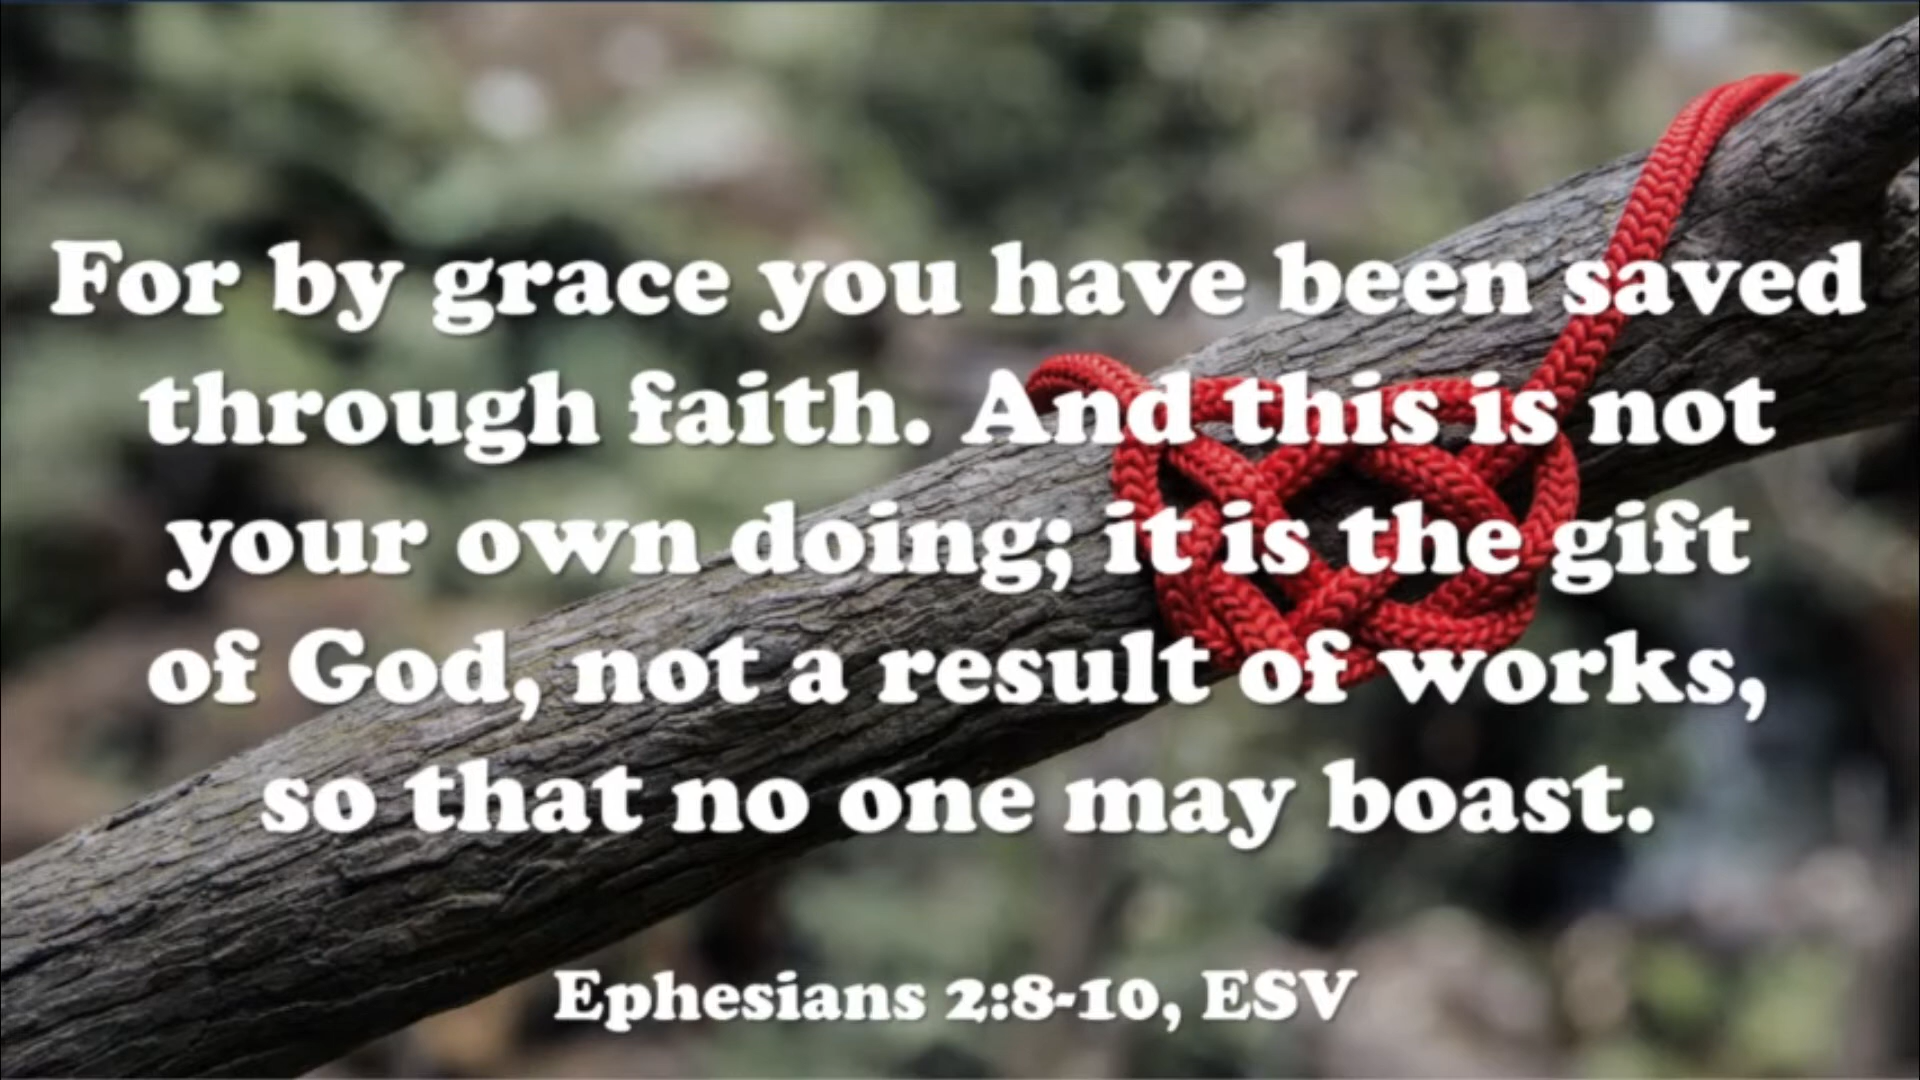 For by grace you have been saved
through faith. And this is not
your own doing; it is the gift
of God, not a result of works,
so that no one may boast.
Ephesians 2:8-10, ESV